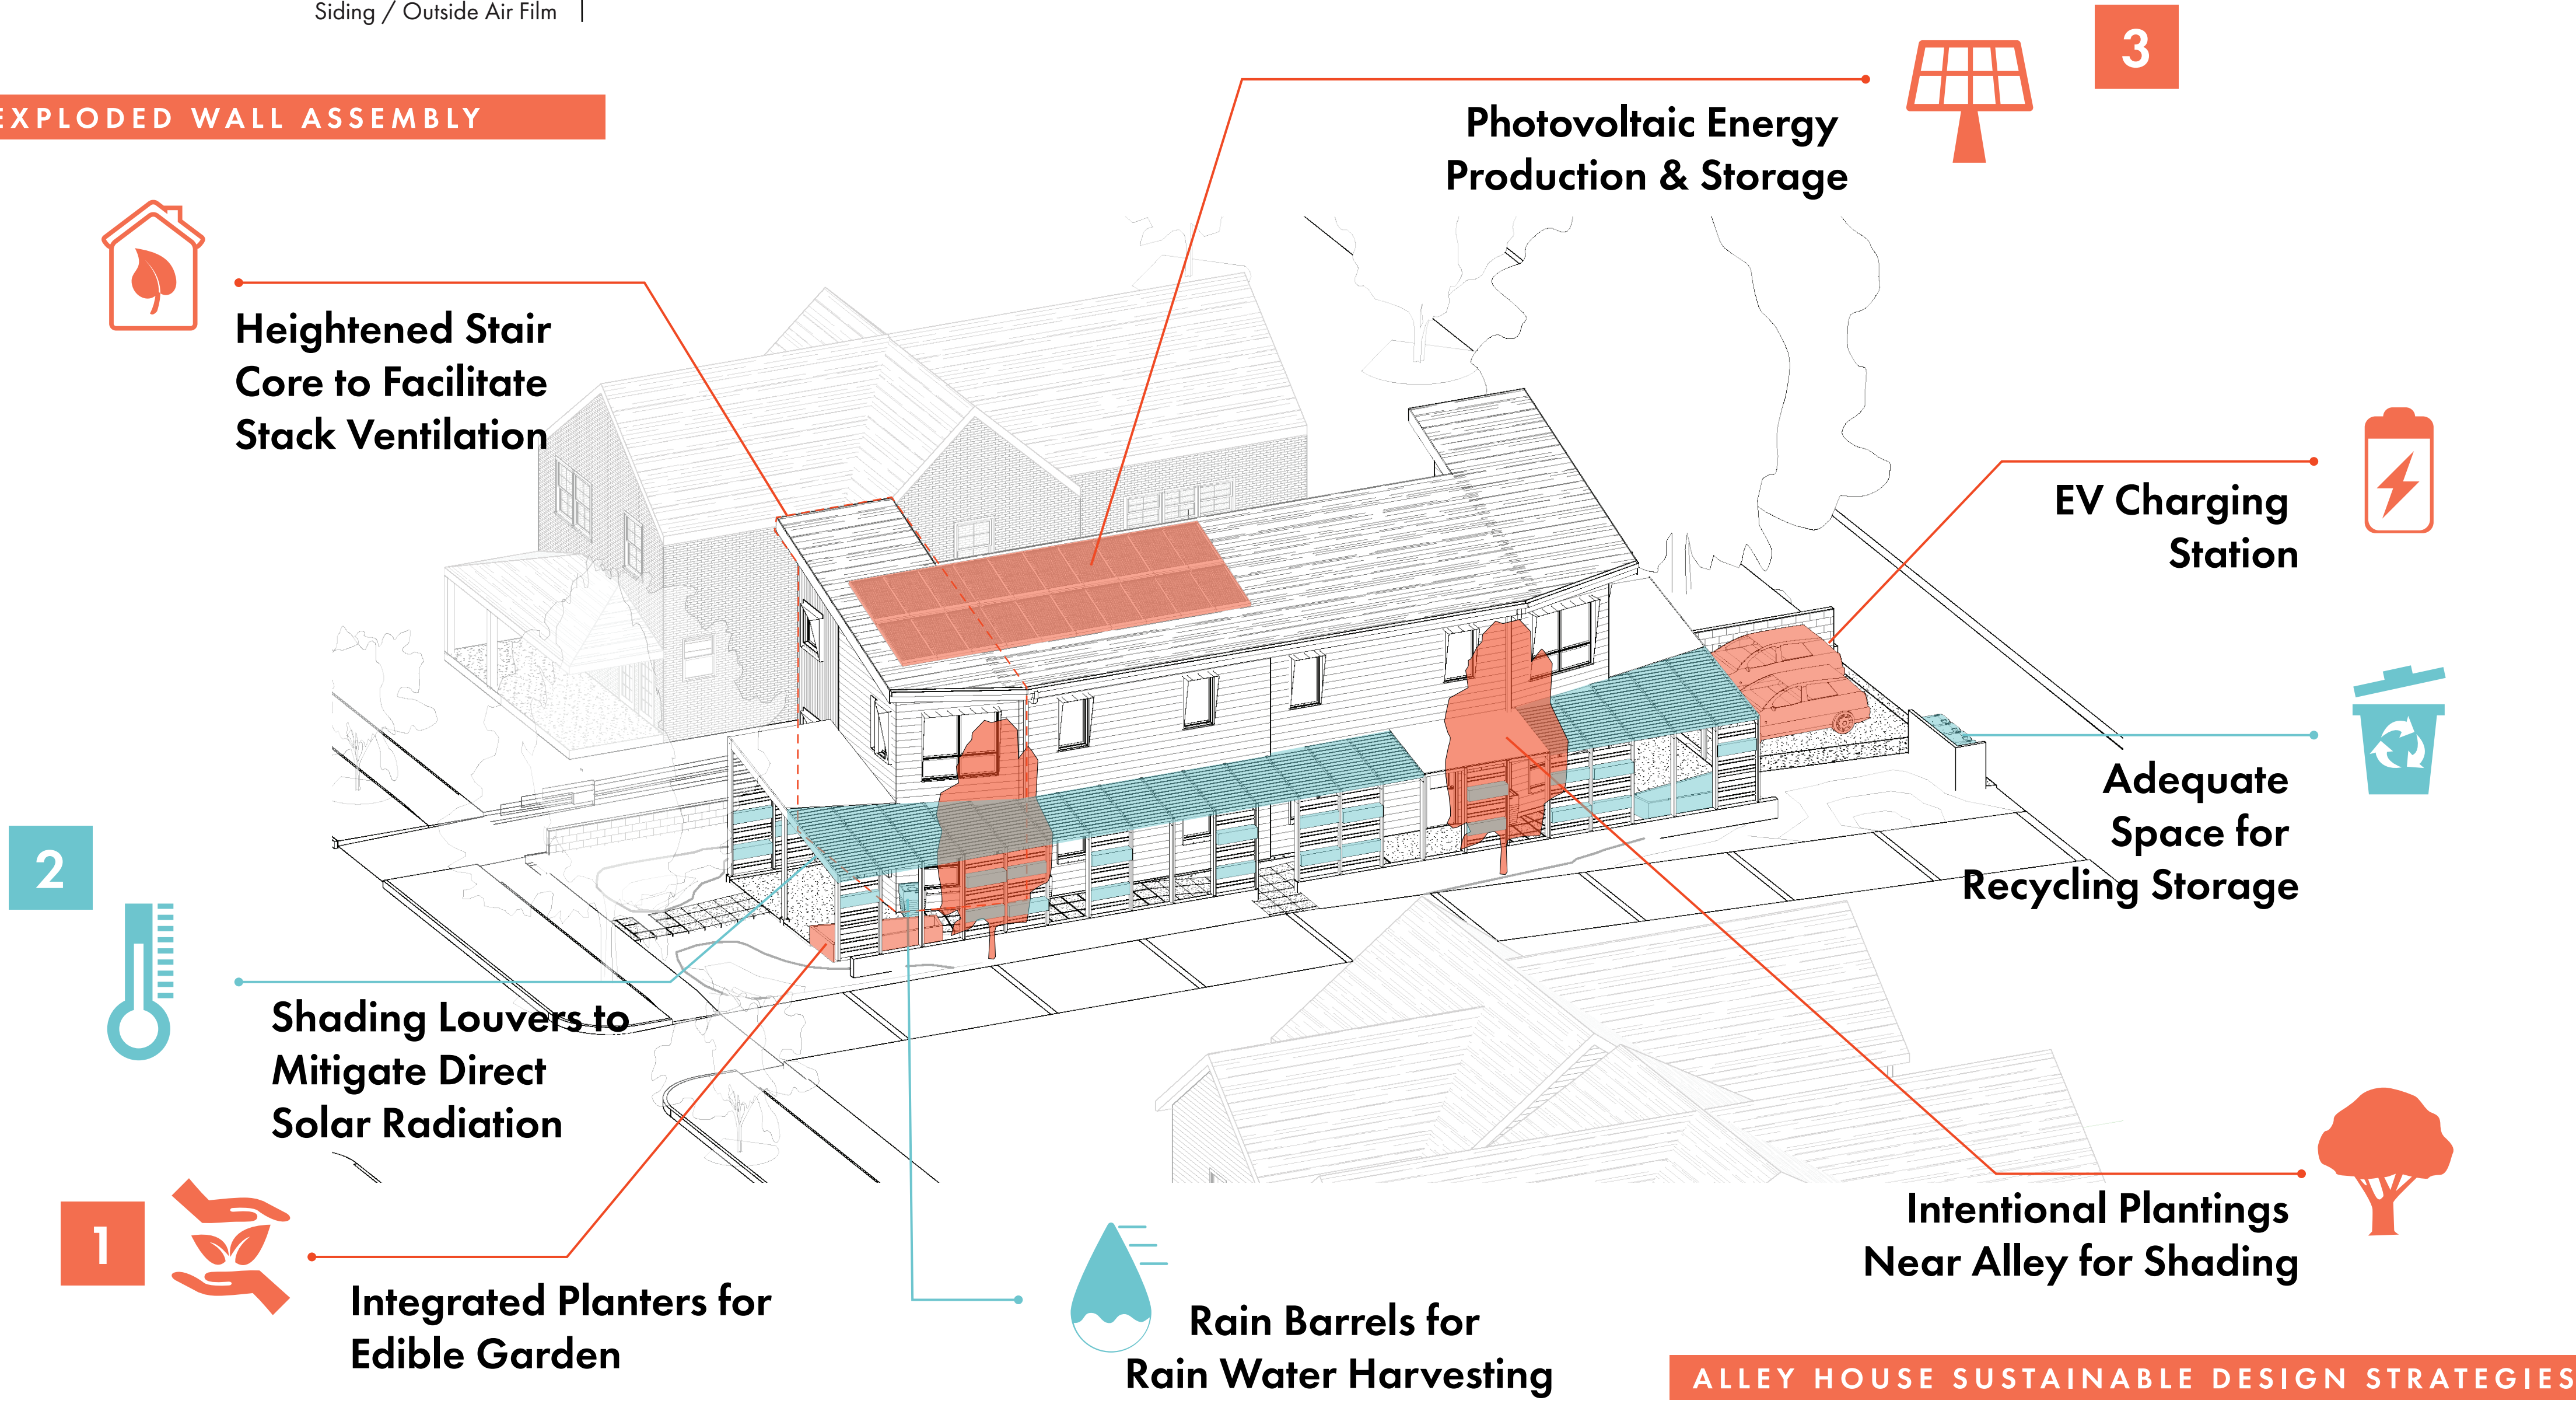 Siding / Outside Air Film
EXPLODED WALL ASSEMBLY
3
Photovoltaic Energy
Production & Storage
Heightened Stair
Core to Facilitate
Stack Ventilation
EV Charging
Station
Adequate
Space for
Recycling Storage
2
Shading Louvers to
Mitigate Direct
Solar Radiation
1
Integrated Planters for
Edible Garden
Rain Barrels for
Rain Water Harvesting
Intentional Plantings
Near Alley for Shading
ALLEY HOUSE SUSTAINABLE DESIGN STRATEGIES